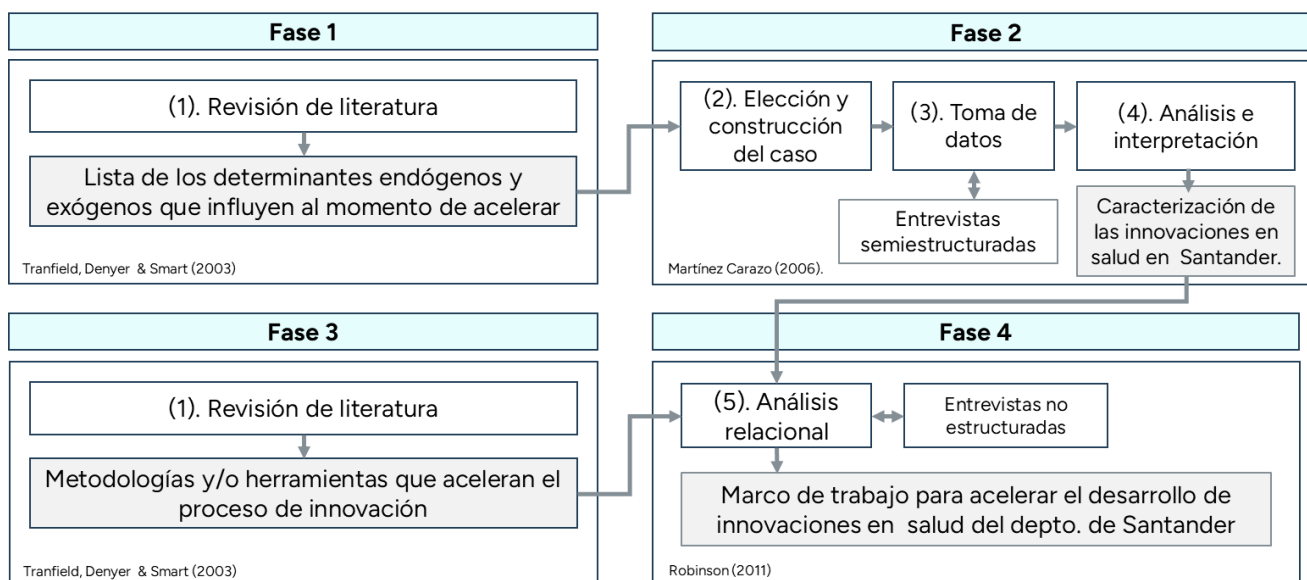 Fase 1
(1). Revisión de literatura
Lista de los determinantes endógenos y
exógenos que influyen al momento de acelerar
Tranfield, Denyer & Smart (2003)
Fase 2
(2). Elección y
construcción
del caso
(3). Toma de
datos
(4). Análisis e
interpretación
Entrevistas
semiestructuradas
Caracterización de
las innovaciones en
salud en Santander.
Martínez Carazo (2006).
Fase 3
(1). Revisión de literatura
Metodologías y/o herramientas que aceleran el
proceso de innovación
Tranfield, Denyer & Smart (2003)
Fase 4
(5). Análisis
relacional
Entrevistas no
estructuradas
Marco de trabajo para acelerar el desarrollo de
innovaciones en salud del depto. de Santander
Robinson (2011)